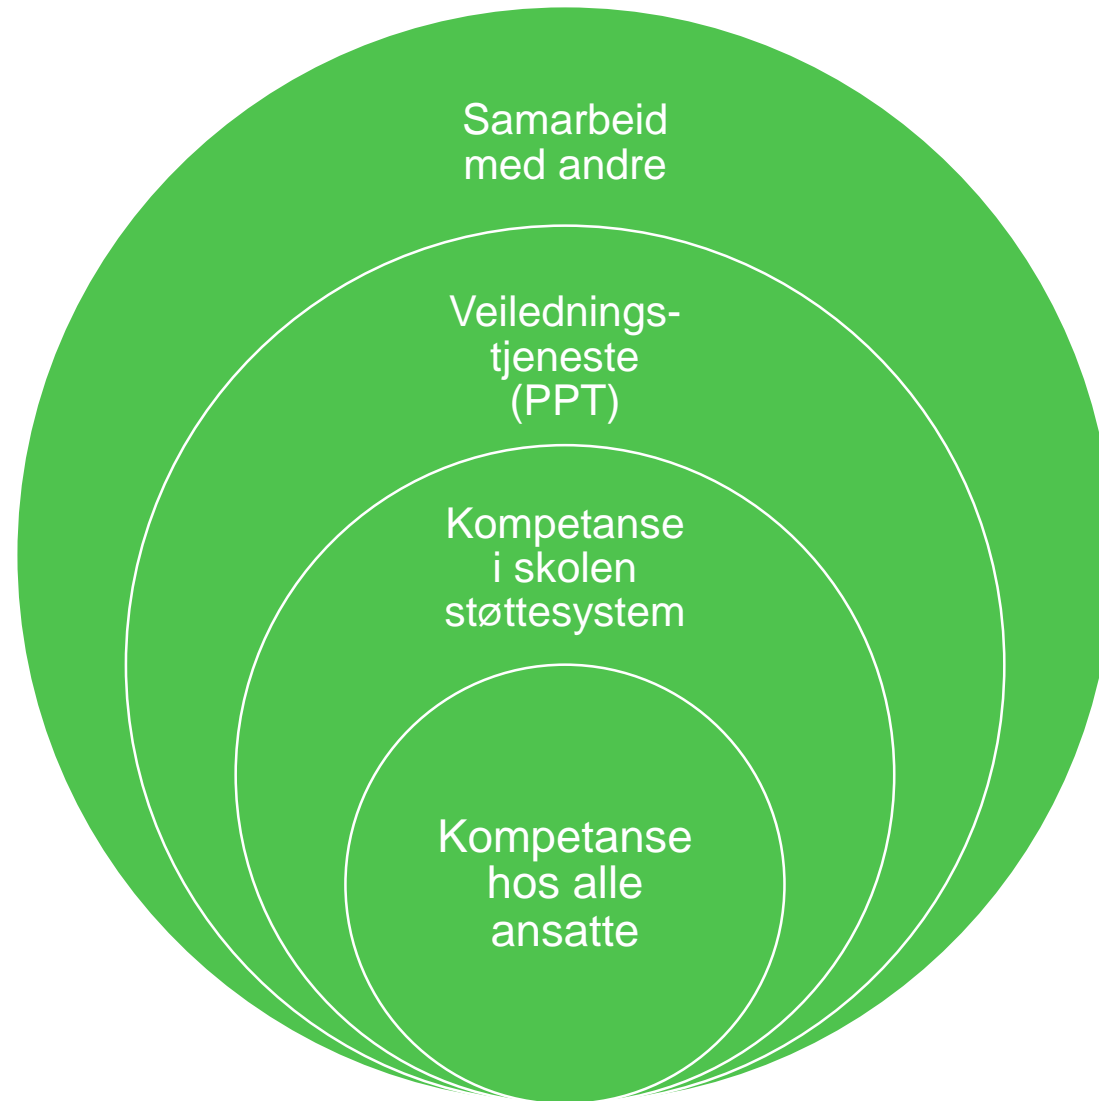 Samarbeid
med andre
Veilednings-
tjeneste
(PPT)
Kompetanse
i skolen
støttesystem
Kompetanse
hos alle
ansatte